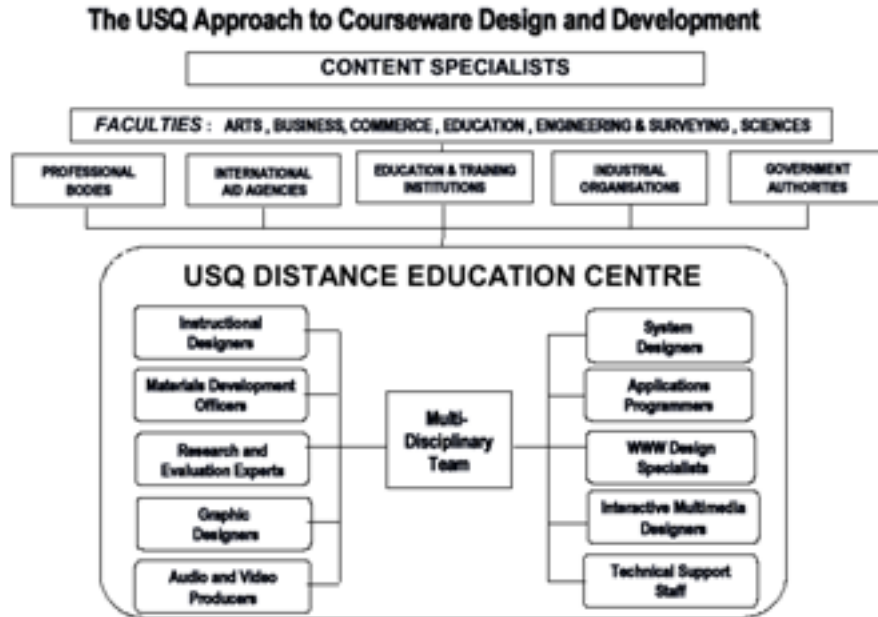 The USQ Approach to Courseware Design and Development
CONTENT SPECIALISTS
FACULTIES : ARTS , BUSINESS, COMMERCE , EDUCATION , ENGINEERING & SURVEYING , SCIENCES
PROFESSIONAL
BODIES
INTERNATIONAL
AID AGENCIES
EDUCATION & TRAINING
INSTITUTIONS
INDUSTRIAL
ORGANISATIONS
GOVERNMENT
AUTHORITIES
USQ DISTANCE EDUCATION CENTRE
Instructional
Designers
Materials Development
Officers
Research and
Evaluation Experts
Graphic
Designers
Audio and Video
Producers
Multi-
Disciplinary
Team
System
Designers
Applications
Programmers
WWW Design
Specialists
Interactive Multimedia
Designers
Technical Support
Staff